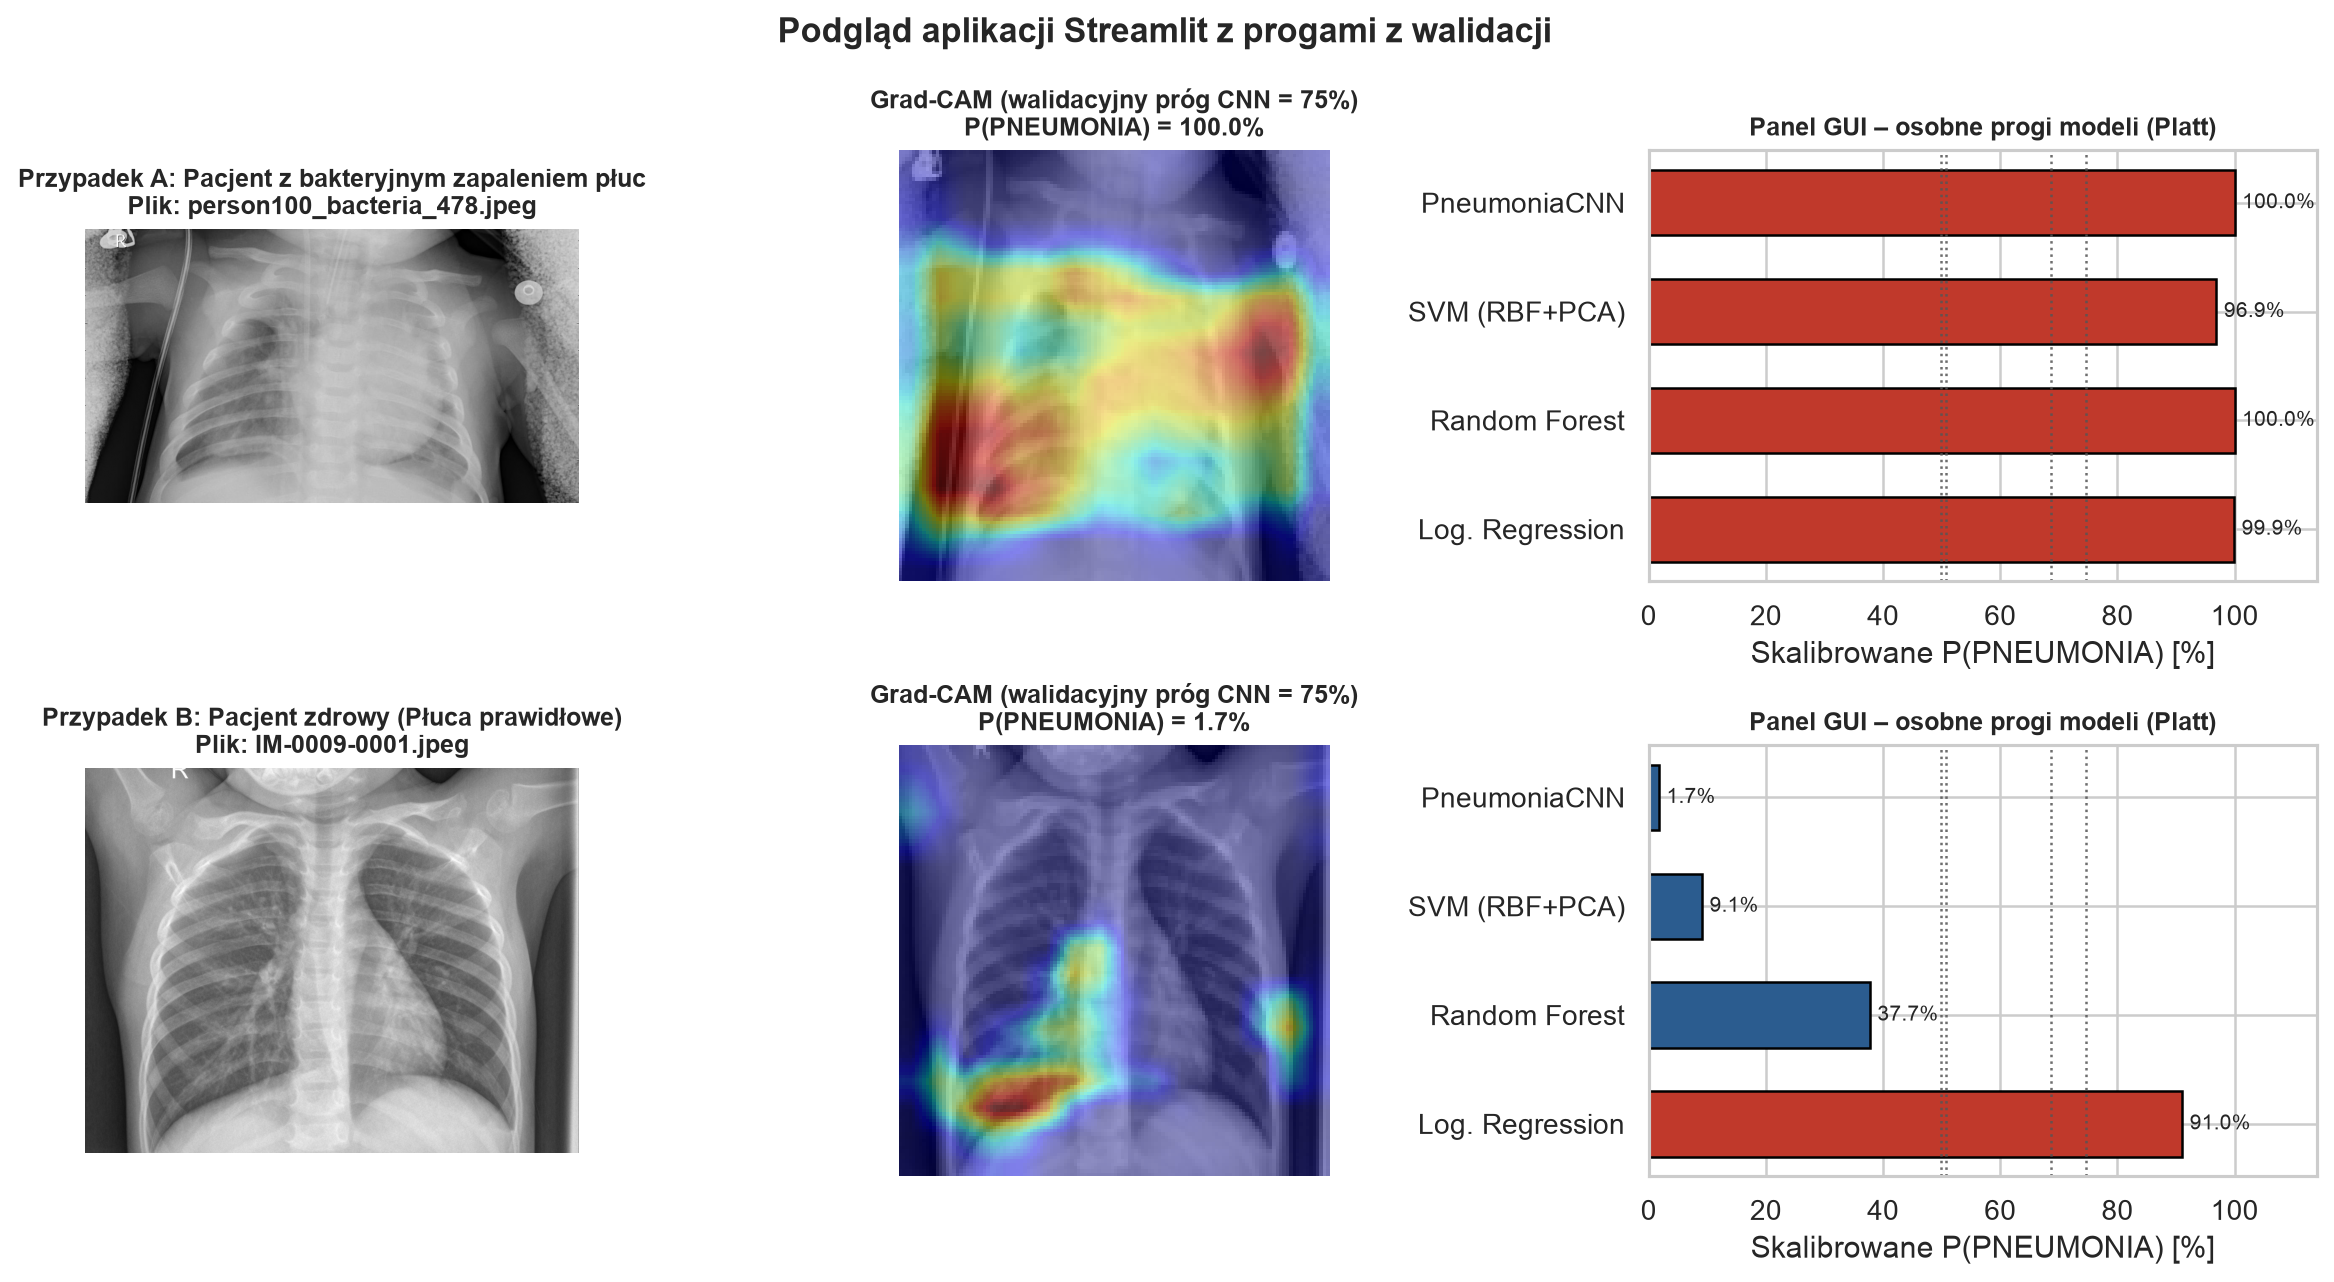 Podgląd aplikacji Streamlit z progami z walidacji
Przypadek A: Pacjent z bakteryjnym zapaleniem płuc
Plik: person100_bacteria_478.jpeg
R
Grad-CAM (walidacyjny próg CNN = 75%)
P(PNEUMONIA) = 100.0%
Panel GUI – osobne progi modeli (Platt)
PneumoniaCNN
100.0%
SVM (RBF+PCA)
96.9%
Random Forest
100.0%
Log. Regression
99.9%
0 20 40 60 80 100
Skalibrowane P(PNEUMONIA) [%]
Przypadek B: Pacjent zdrowy (Płuca prawidłowe)
Plik: IM-0009-0001.jpeg
R
Grad-CAM (walidacyjny próg CNN = 75%)
P(PNEUMONIA) = 1.7%
Panel GUI – osobne progi modeli (Platt)
PneumoniaCNN
1.7%
SVM (RBF+PCA)
9.1%
Random Forest
37.7%
Log. Regression
91.0%
0 20 40 60 80 100
Skalibrowane P(PNEUMONIA) [%]